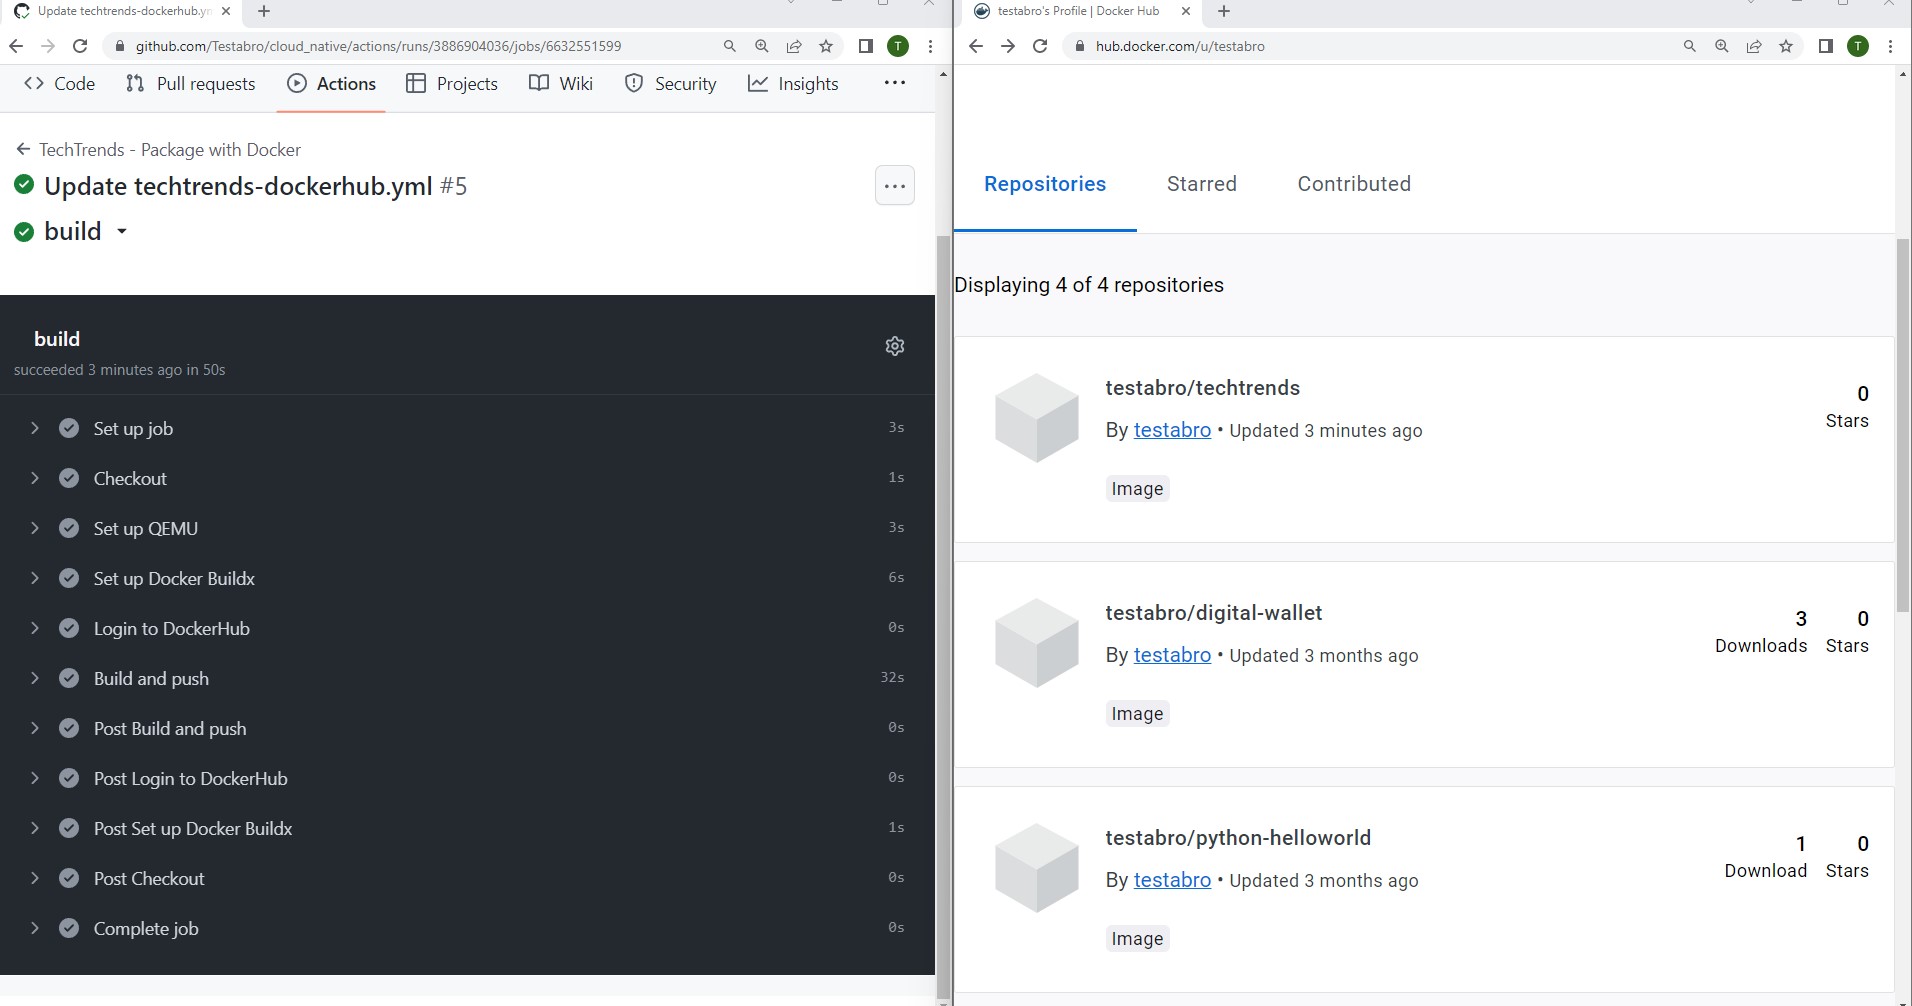 Update techtrends-dockerhub.ym
github.com/Testabro/cloud_native/actions/runs/3886904036/jobs/6632551599
T
Code
Pull requests
Actions
Projects
Wiki
Security
Insights
TechTrends - Package with Docker
Update techtrends-dockerhub.yml #5
build
build
succeeded 3 minutes ago in 50s
Set up job 3s
Checkout 1s
Set up QEMU 3s
Set up Docker Buildx 6s
Login to DockerHub 0s
Build and push 32s
Post Build and push 0s
Post Login to DockerHub 0s
Post Set up Docker Buildx 1s
Post Checkout 0s
Complete job 0s
testabro's Profile | Docker Hub
hub.docker.com/u/testabro
T
Repositories
Starred
Contributed
Displaying 4 of 4 repositories
testabro/techtrends
By testabro • Updated 3 minutes ago
Image
0
Stars
testabro/digital-wallet
By testabro • Updated 3 months ago
Image
3
Downloads
0
Stars
testabro/python-helloworld
By testabro • Updated 3 months ago
Image
1
Download
0
Stars